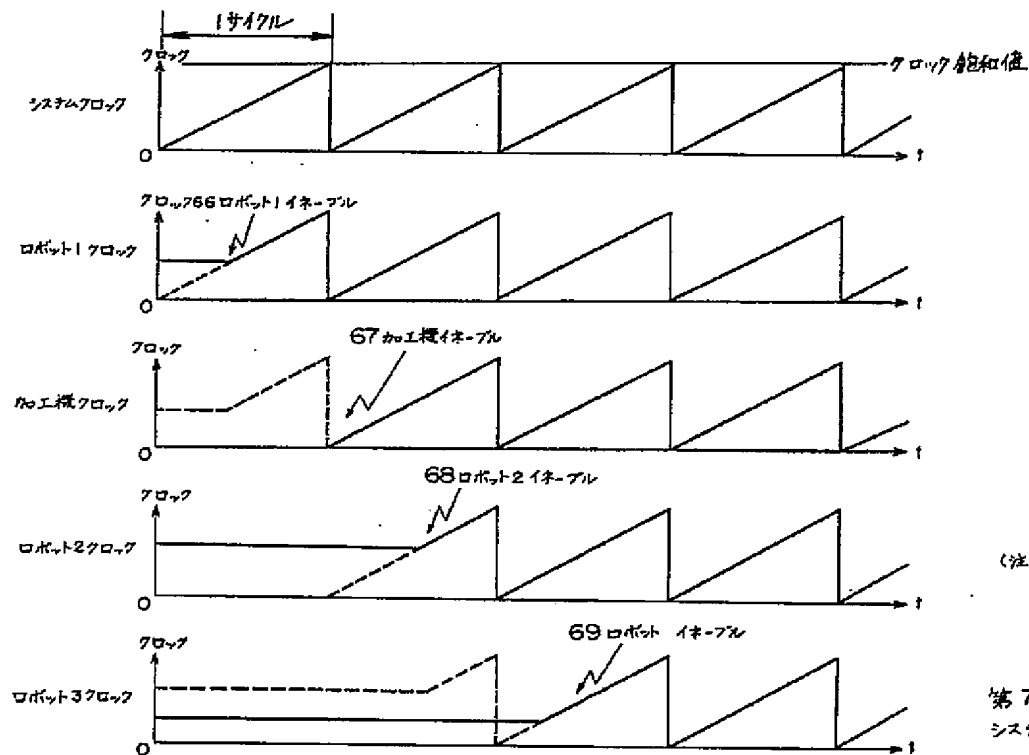 1サイクル
クロック
クロック飽和値
システムクロック
0
t
クロック 66ロボット1イネーブル
ロボット1クロック
0
t
67加工機イネーブル
クロック
加工機クロック
0
t
68ロボット2イネーブル
クロック
ロボット2クロック
(注
0
t
69ロボット イネーブル
クロック
ロボット3クロック
第7
シス
0
t